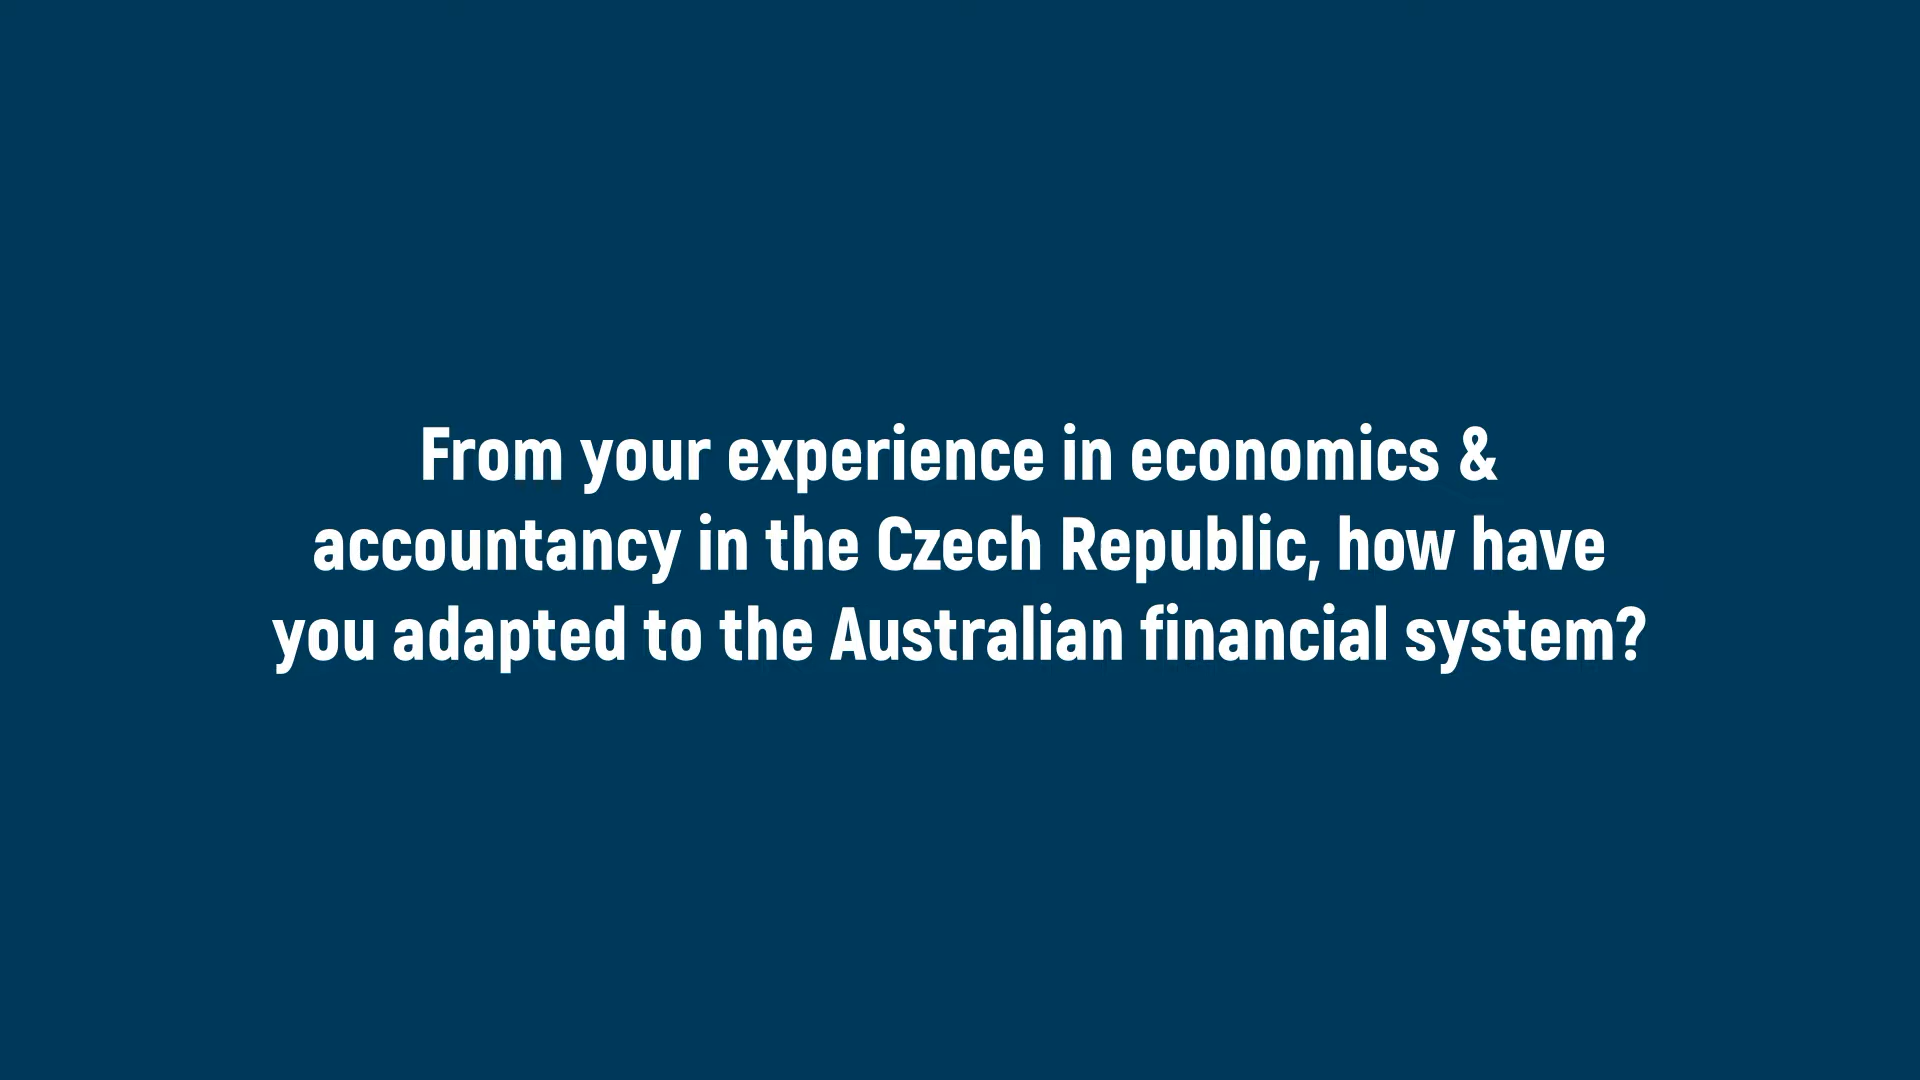 From your experience in economics &
accountancy in the Czech Republic, how have
you adapted to the Australian financial system?